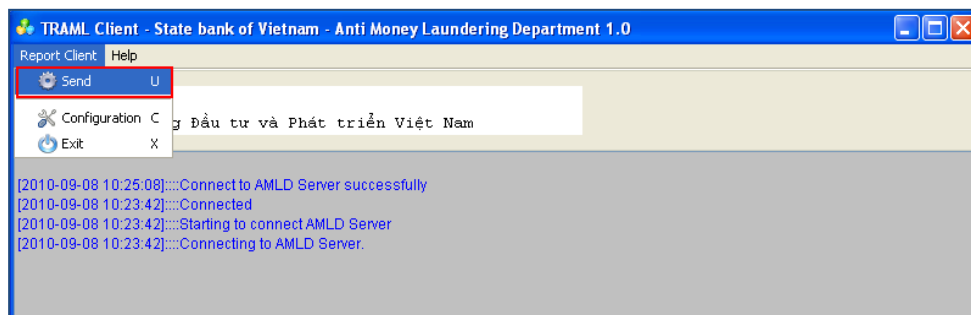 TRAML Client - State bank of Vietnam - Anti Money Laundering Department 1.0
Report Client Help
Send U
Configuration C
Exit X
Đầu tư và Phát triển Việt Nam
[2010-09-08 10:25:08]::::Connect to AMLD Server successfully
[2010-09-08 10:23:42]::::Connected
[2010-09-08 10:23:42]::::Starting to connect AMLD Server
[2010-09-08 10:23:42]::::Connecting to AMLD Server.